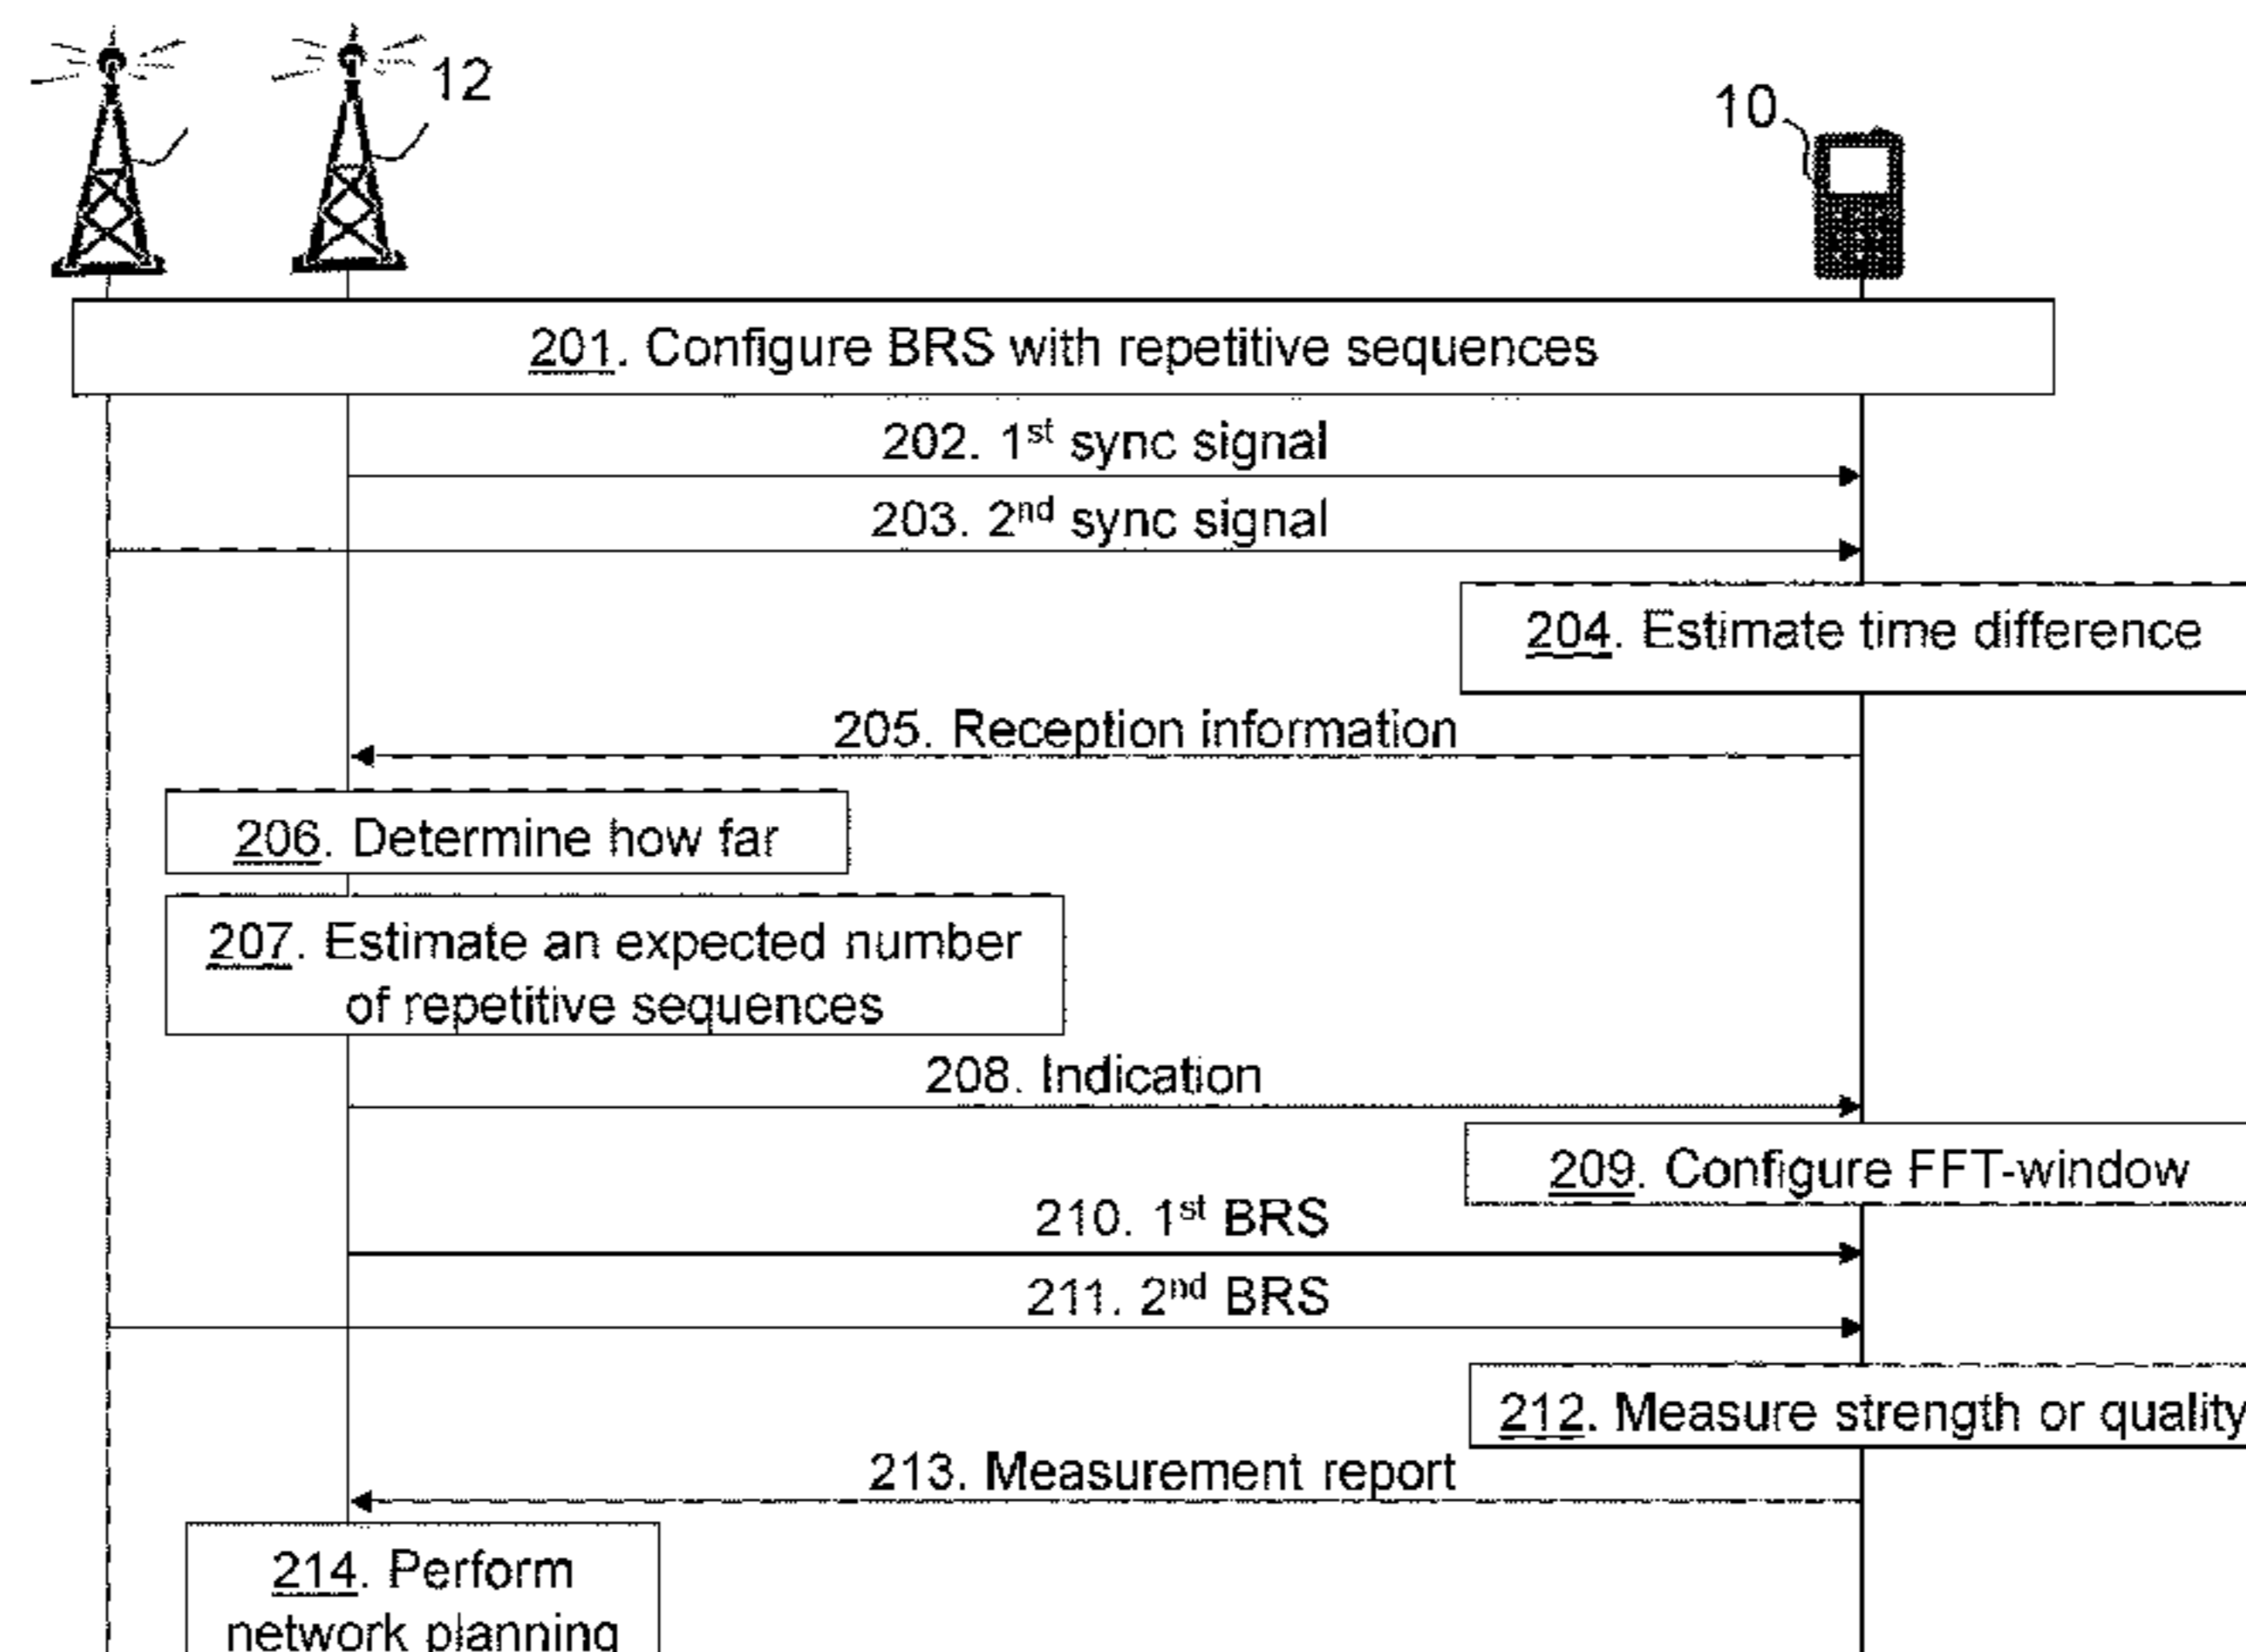 12
10
201. Configure BRS with repetitive sequences
202. 1st sync signal
203. 2nd sync signal
204. Estimate time difference
205. Reception information
206. Determine how far
207. Estimate an expected number
of repetitive sequences
208. Indication
209. Configure FFT-window
210. 1st BRS
211. 2nd BRS
212. Measure strength or quality
213. Measurement report
214. Perform
network planning